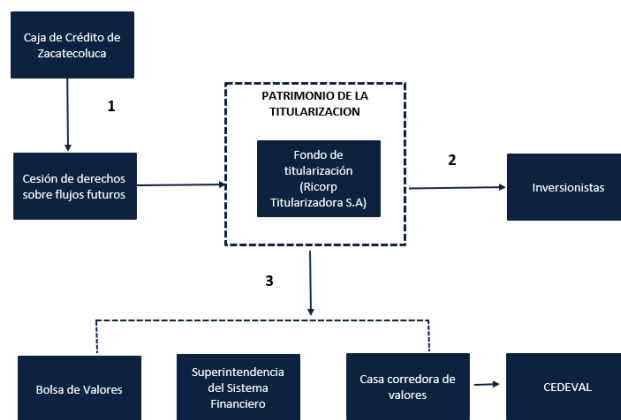 Caja de Crédito de
Zacatecoluca
1
PATRIMONIO DE LA
TITULARIZACION
Fondo de
titularización
(Ricorp
Titularizadora S.A)
Cesión de derechos
sobre flujos futuros
2
Inversionistas
3
Bolsa de Valores
Superintendencia
del Sistema
Financiero
Casa corredora de
valores
CEDEVAL